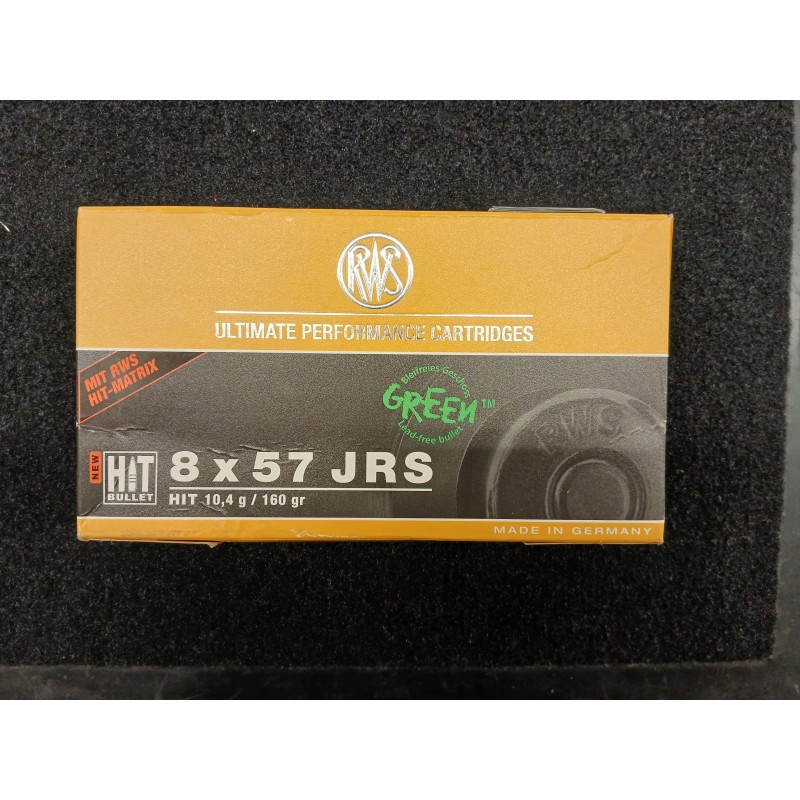 RWS
ULTIMATE PERFORMANCE CARTRIDGES
MIT RWS
HIT-MATRIX
Bleifreies Geschoss
GREEN™
Lead-free bullet
RWS
NEW
HIT
BULLET
8 x 57 JRS
HIT 10,4 g / 160 gr
MADE IN GERMANY